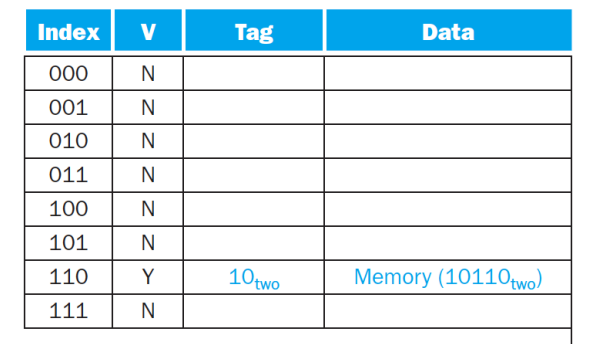 Index V Tag Data
000 N
001 N
010 N
011 N
100 N
101 N
110 Y 10two Memory (10110two)
111 N